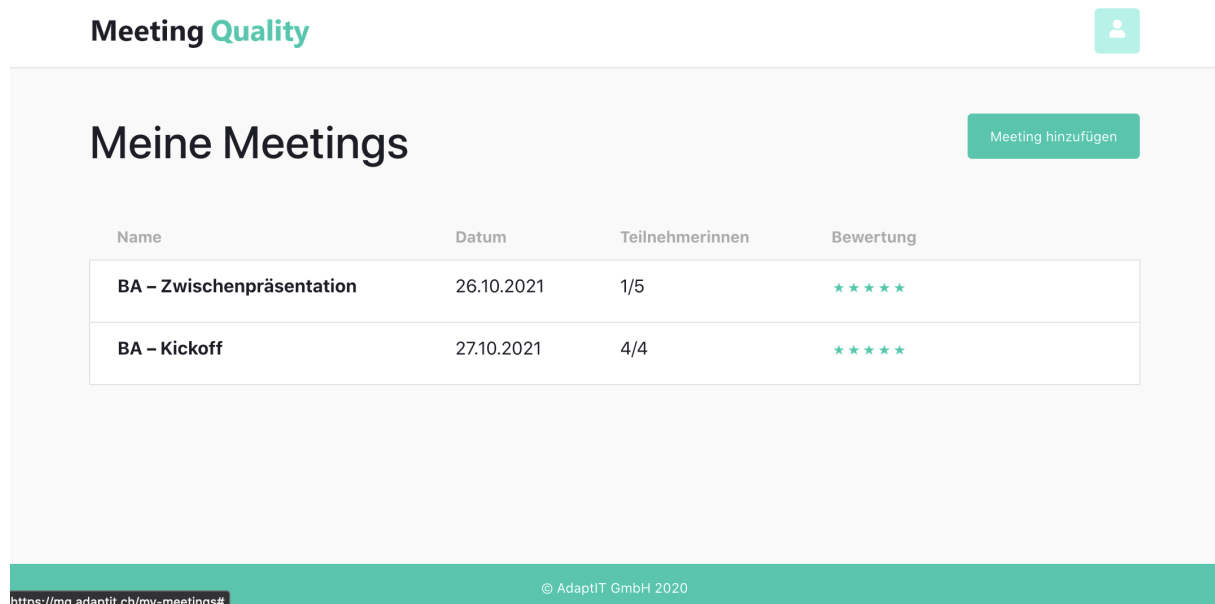 Meeting Quality
Meine Meetings
Meeting hinzufügen
Name Datum Teilnehmerinnen Bewertung
BA – Zwischenpräsentation 26.10.2021 1/5 ★★★★★
BA – Kickoff 27.10.2021 4/4 ★★★★★
© AdaptIT GmbH 2020
https://mq.adaptit.ch/my-meetings#